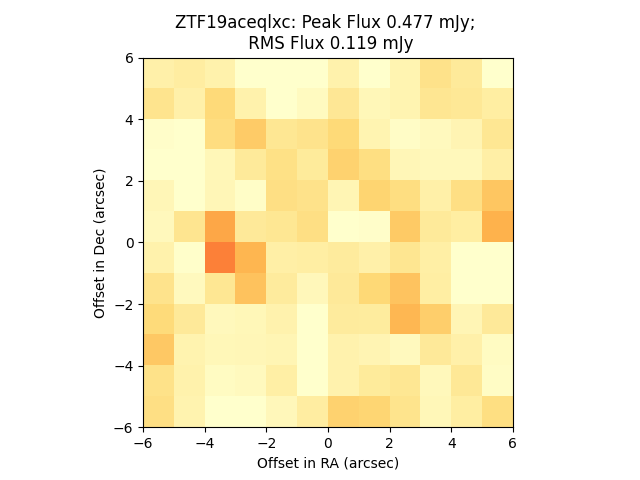 ZTF19aceqlxc: Peak Flux 0.477 mJy;
RMS Flux 0.119 mJy
6
4
2
0
−2
−4
−6
Offset in Dec (arcsec)
−6 −4 −2 0 2 4 6
Offset in RA (arcsec)